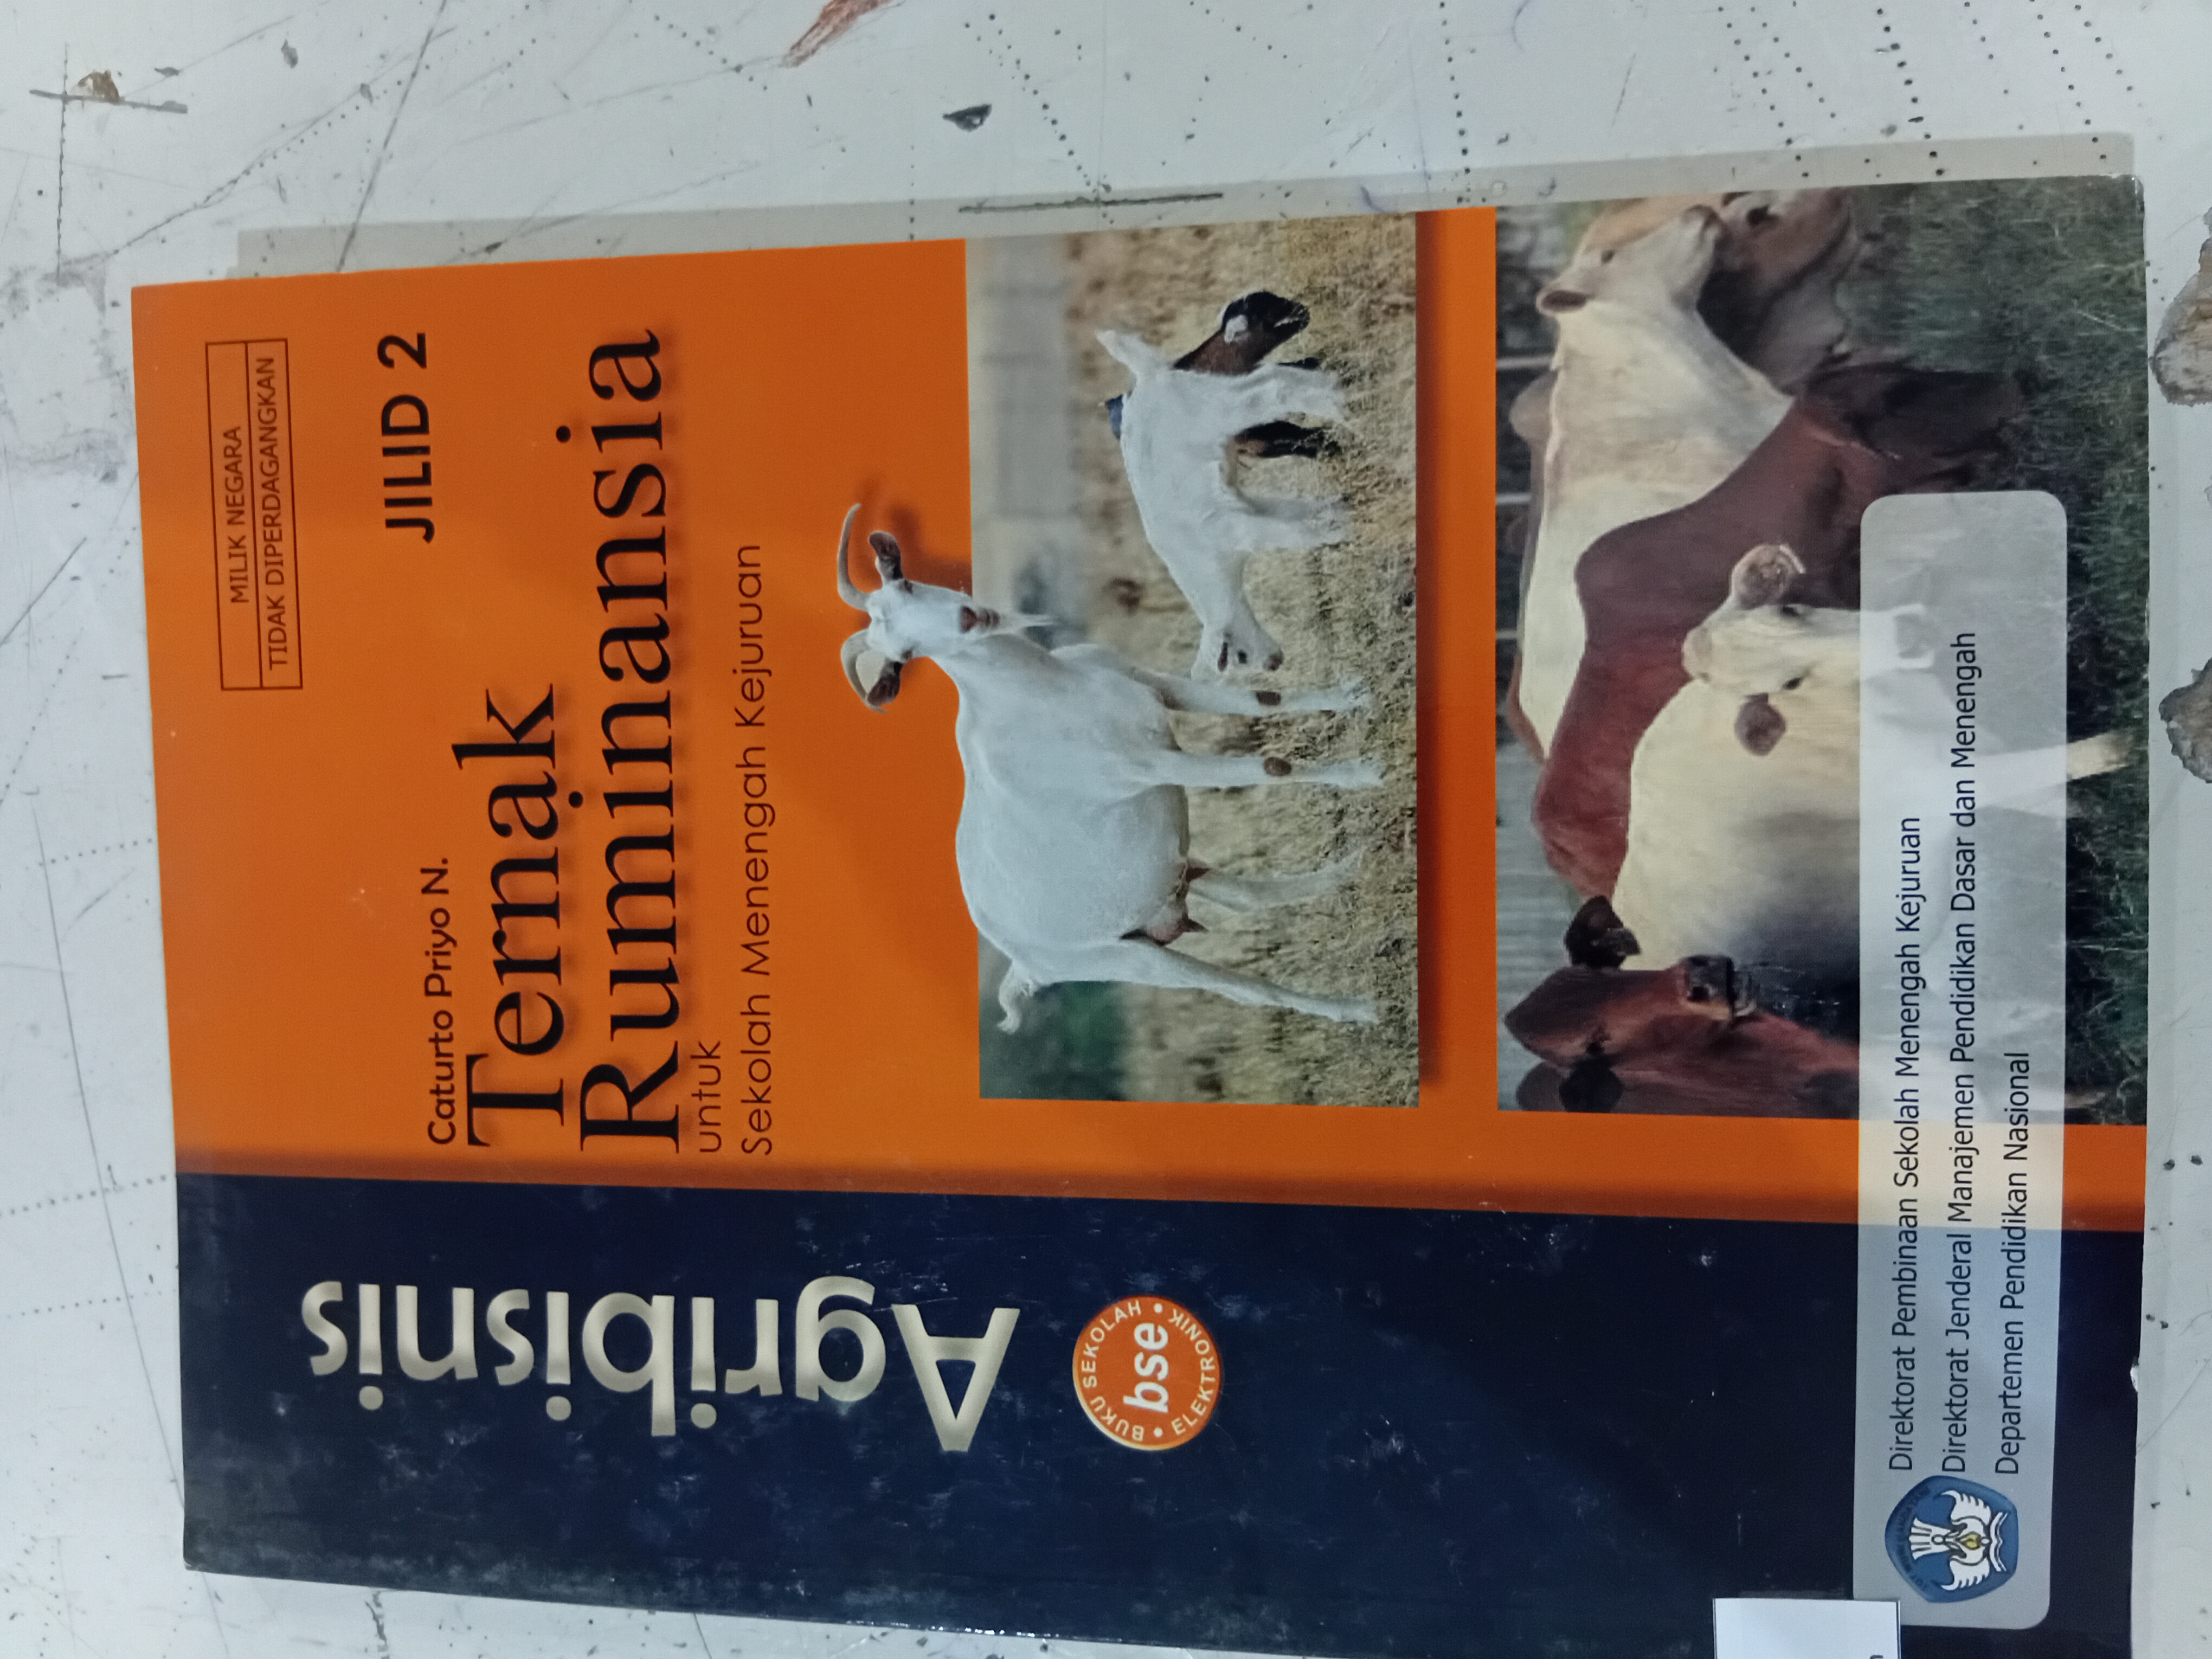 MILIK NEGARA
TIDAK DIPERDAGANGKAN
JILID 2
Caturto Priyo N.
Ternak
Ruminansia
untuk
Sekolah Menengah Kejuruan
Agribisnis
BUKU SEKOLAH
bse
ELEKTRONIK
Direktorat Pembinaan Sekolah Menengah Kejuruan
Direktorat Jenderal Manajemen Pendidikan Dasar dan Menengah
Departemen Pendidikan Nasional